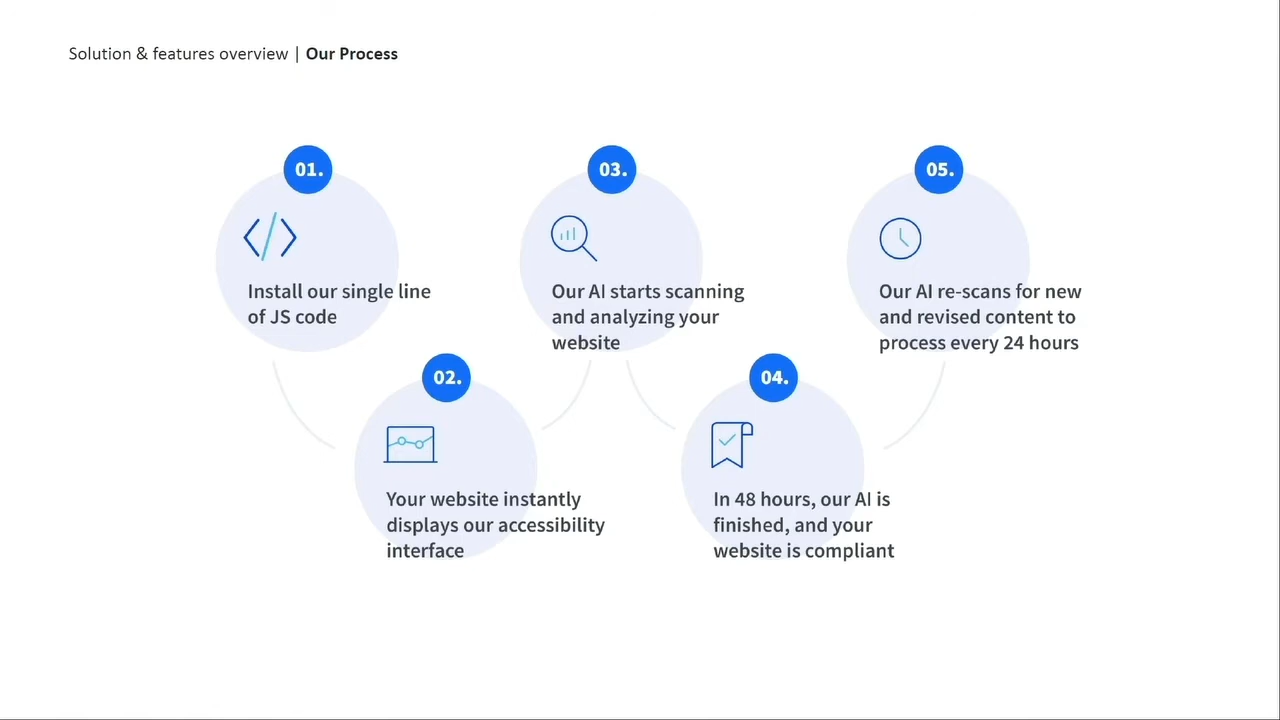 Solution & features overview | Our Process
01.
Install our single line
of JS code
02.
Your website instantly
displays our accessibility
interface
03.
Our AI starts scanning
and analyzing your
website
04.
In 48 hours, our AI is
finished, and your
website is compliant
05.
Our AI re-scans for new
and revised content to
process every 24 hours